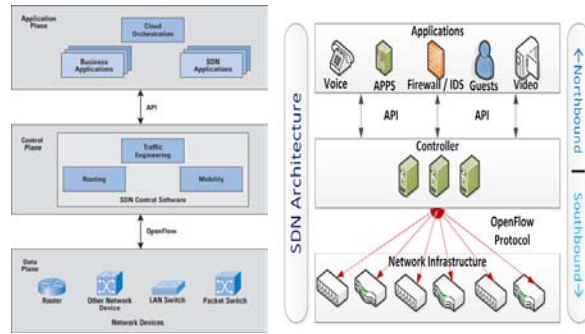 Application
Plane
Cloud
Orchestration
Business
Applications
SDN
Applications
API
Control
Plane
Traffic
Engineering
Routing
Mobility
SDN Control Software
OpenFlow
Data
Plane
Router
Other Network
Device
LAN Switch
Packet Switch
Network Devices
SDN Architecture
Applications
Voice
APPS
Firewall / IDS
Guests
Video
API
API
Controller
OpenFlow
Protocol
Network Infrastructure
Northbound
Southbound